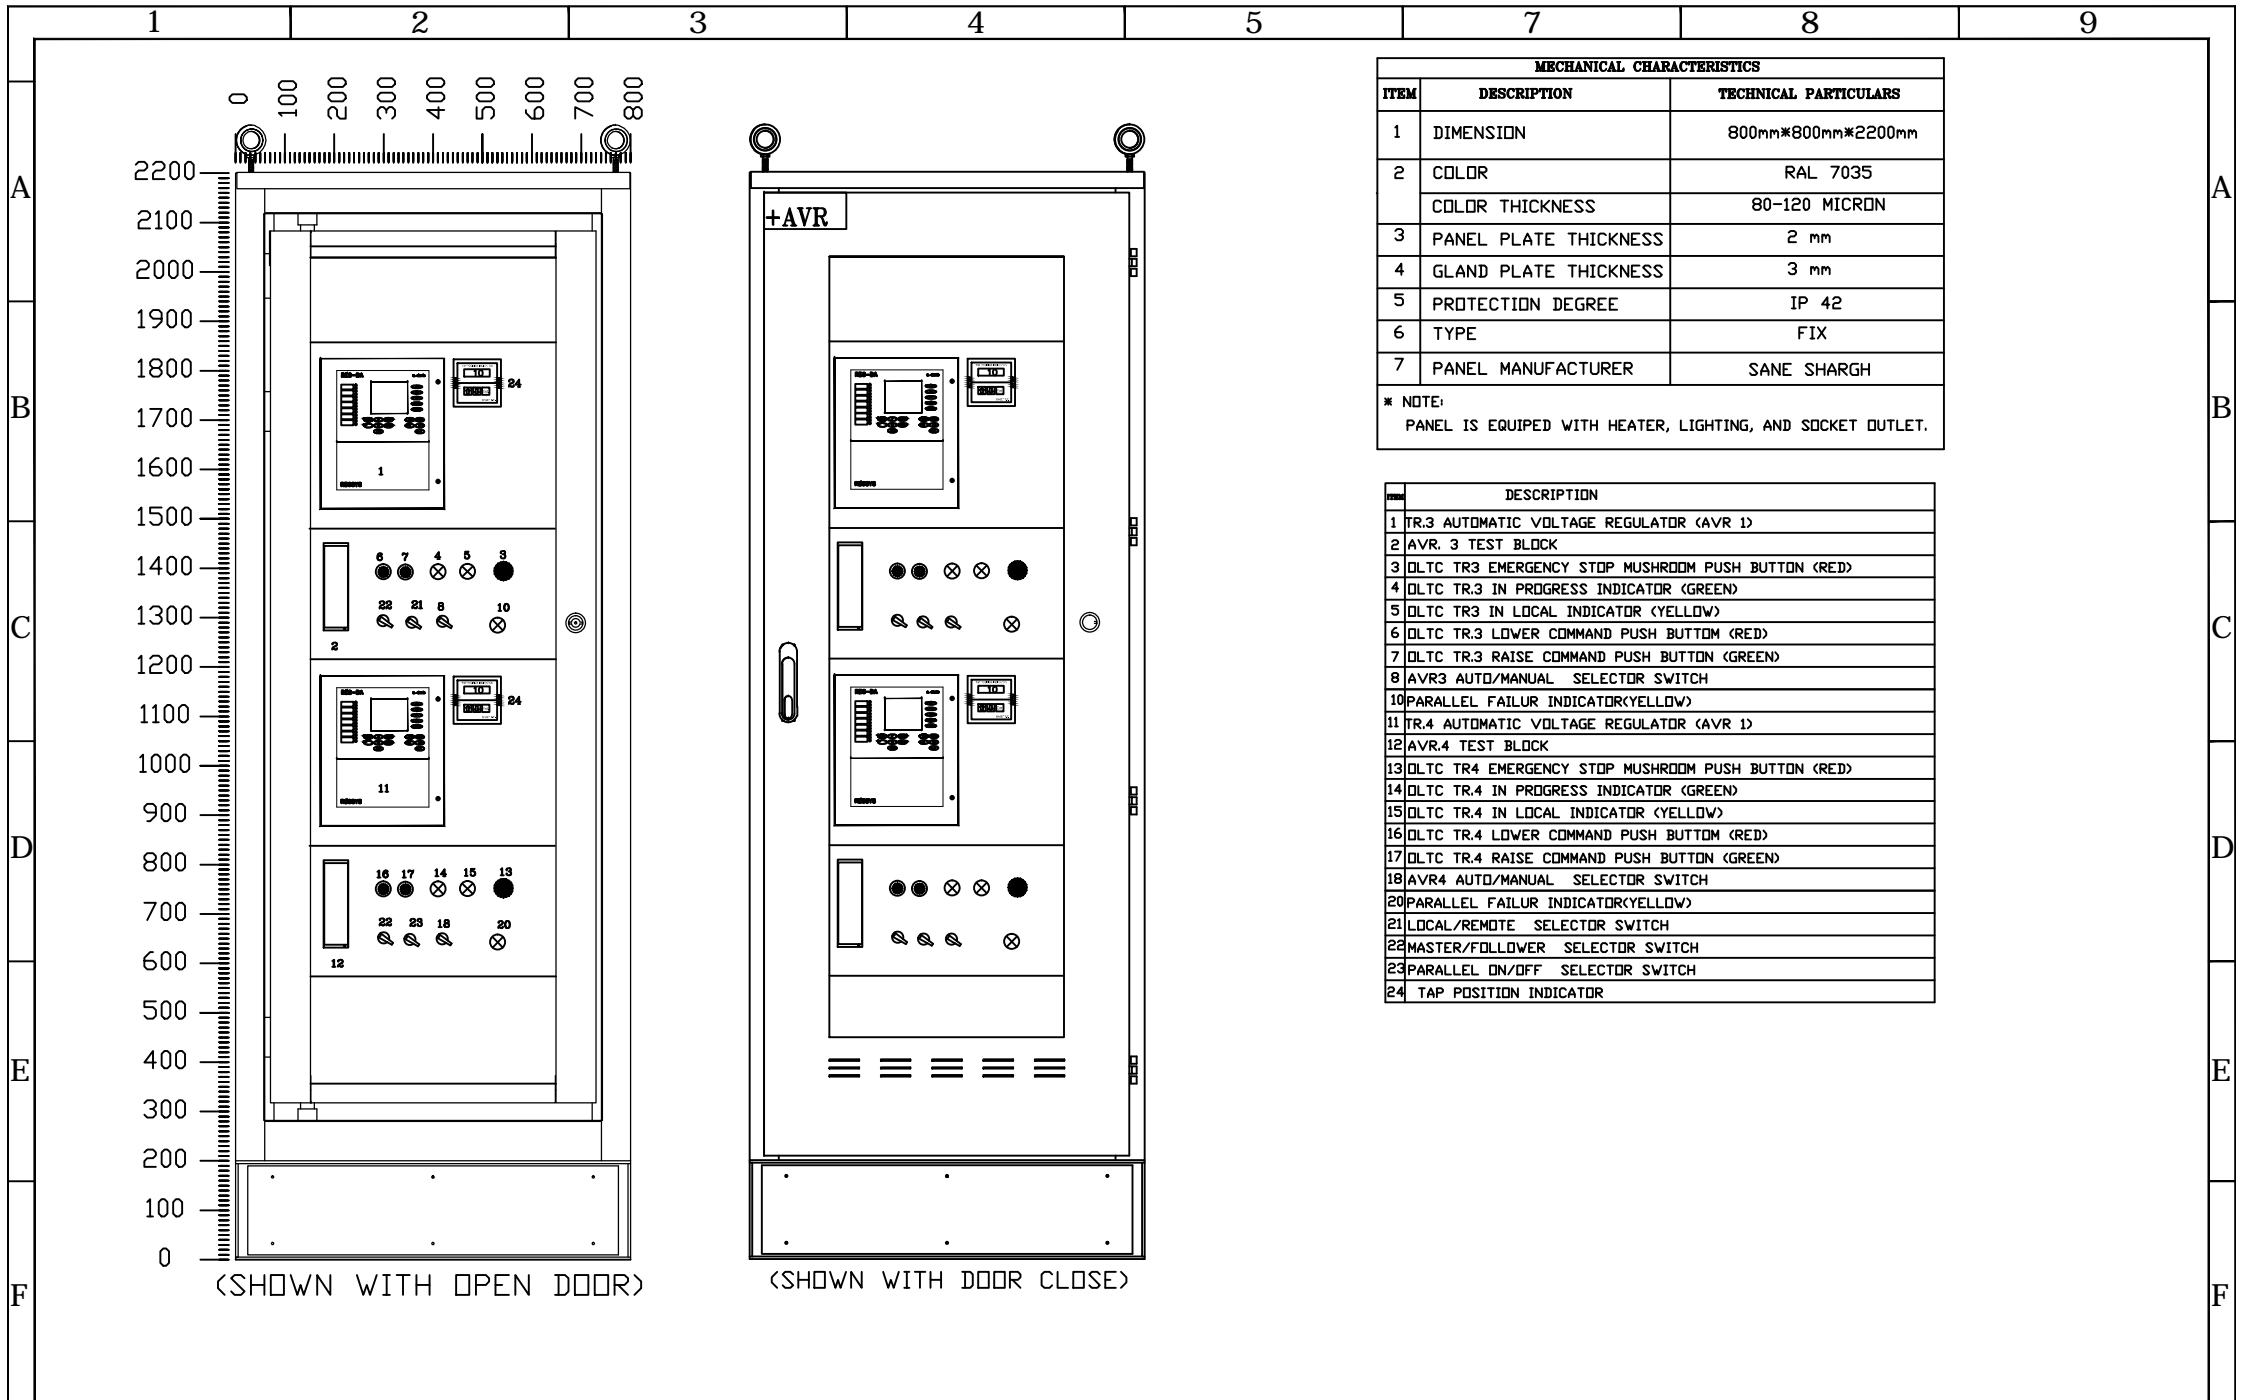 1 2 3 4 5 7 8 9
A
B
C
D
E
F
0 100 200 300 400 500 600 700 800
2200
2100
2000
1900
1800
1700
1600
1500
1400
1300
1200
1100
1000
900
800
700
600
500
400
300
200
100
0
10
24
1
6 7 4 5 3
22 21 8 10
2
10
24
11
16 17 14 15 13
22 23 18 20
12
(SHOWN WITH OPEN DOOR)
+AVR
10
10
(SHOWN WITH DOOR CLOSE)
MECHANICAL CHARACTERISTICS
ITEM DESCRIPTION TECHNICAL PARTICULARS
1 DIMENSION 800mm*800mm*2200mm
2 COLOR RAL 7035
COLOR THICKNESS 80-120 MICRON
3 PANEL PLATE THICKNESS 2 mm
4 GLAND PLATE THICKNESS 3 mm
5 PROTECTION DEGREE IP 42
6 TYPE FIX
7 PANEL MANUFACTURER SANE SHARGH
* NOTE:
PANEL IS EQUIPED WITH HEATER, LIGHTING, AND SOCKET OUTLET.
ITEM DESCRIPTION
1 TR.3 AUTOMATIC VOLTAGE REGULATOR (AVR 1)
2 AVR. 3 TEST BLOCK
3 OLTC TR3 EMERGENCY STOP MUSHROOM PUSH BUTTON (RED)
4 OLTC TR.3 IN PROGRESS INDICATOR (GREEN)
5 OLTC TR3 IN LOCAL INDICATOR (YELLOW)
6 OLTC TR.3 LOWER COMMAND PUSH BUTTOM (RED)
7 OLTC TR.3 RAISE COMMAND PUSH BUTTON (GREEN)
8 AVR3 AUTO/MANUAL SELECTOR SWITCH
10 PARALLEL FAILUR INDICATOR(YELLOW)
11 TR.4 AUTOMATIC VOLTAGE REGULATOR (AVR 1)
12 AVR.4 TEST BLOCK
13 OLTC TR4 EMERGENCY STOP MUSHROOM PUSH BUTTON (RED)
14 OLTC TR.4 IN PROGRESS INDICATOR (GREEN)
15 OLTC TR.4 IN LOCAL INDICATOR (YELLOW)
16 OLTC TR.4 LOWER COMMAND PUSH BUTTOM (RED)
17 OLTC TR.4 RAISE COMMAND PUSH BUTTON (GREEN)
18 AVR4 AUTO/MANUAL SELECTOR SWITCH
20 PARALLEL FAILUR INDICATOR(YELLOW)
21 LOCAL/REMOTE SELECTOR SWITCH
22 MASTER/FOLLOWER SELECTOR SWITCH
23 PARALLEL ON/OFF SELECTOR SWITCH
24 TAP POSITION INDICATOR
A
B
C
D
E
F